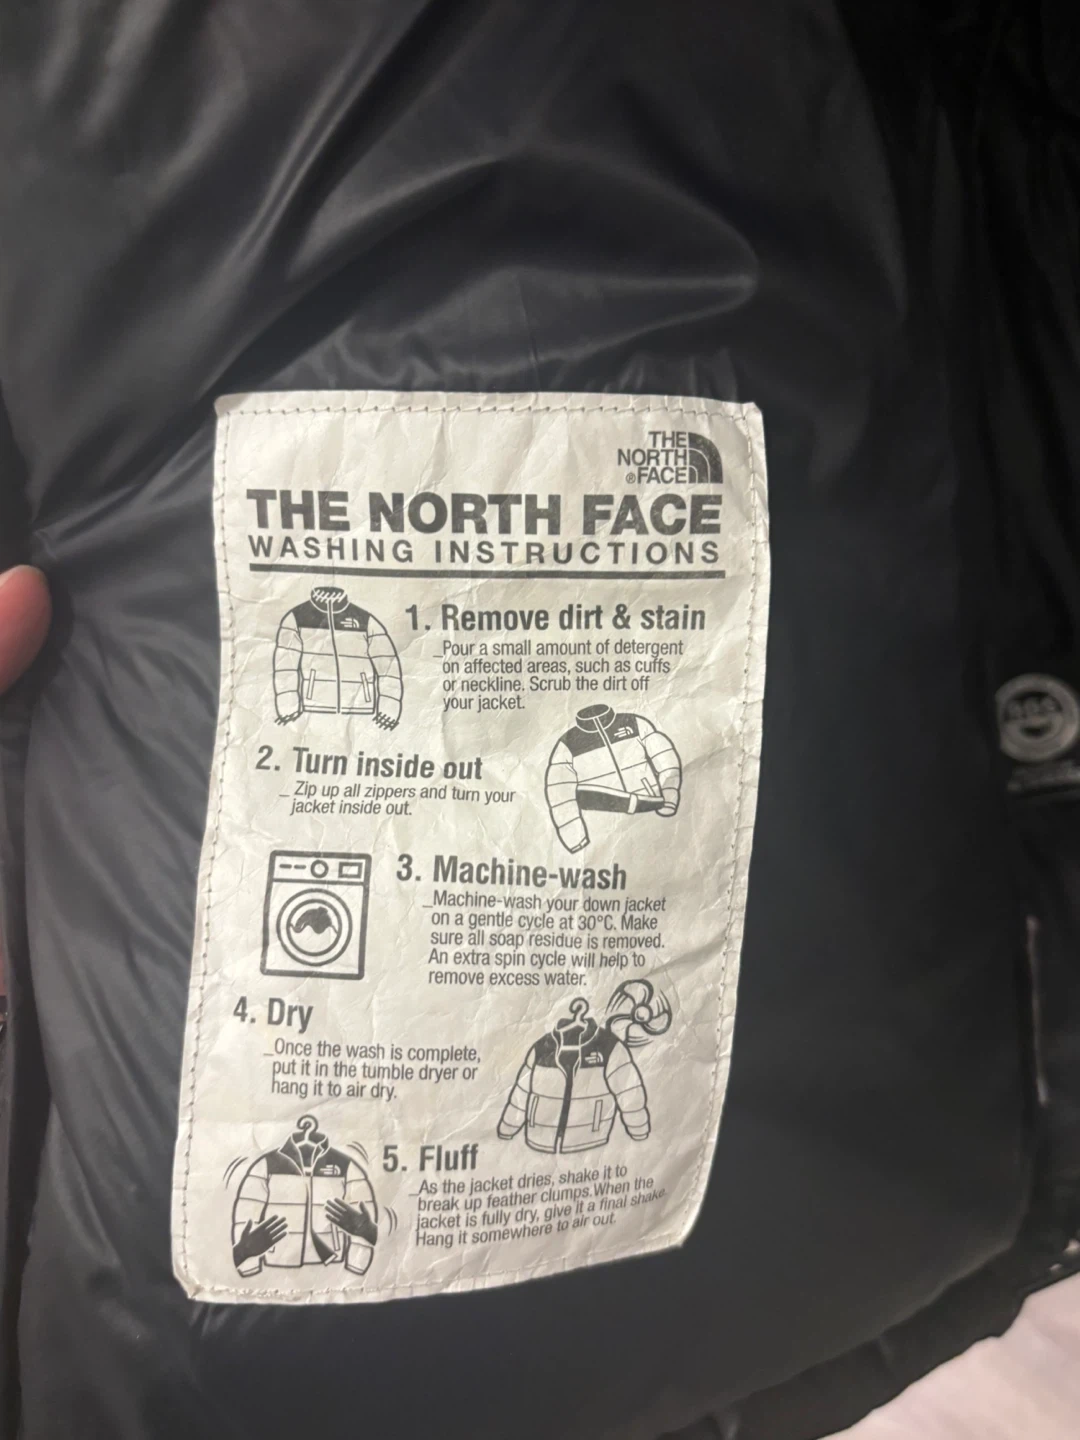 THE
NORTH
®FACE
THE NORTH FACE
WASHING INSTRUCTIONS
1. Remove dirt & stain
_Pour a small amount of detergent
on affected areas, such as cuffs
or neckline. Scrub the dirt off
your jacket.
2. Turn inside out
_ Zip up all zippers and turn your
jacket inside out.
3. Machine-wash
_Machine-wash your down jacket
on a gentle cycle at 30°C. Make
sure all soap residue is removed.
An extra spin cycle will help to
remove excess water.
4. Dry
_Once the wash is complete,
put it in the tumble dryer or
hang it to air dry.
5. Fluff
_As the jacket dries, shake it to
break up feather clumps. When the
jacket is fully dry, give it a final shake.
Hang it somewhere to air out.